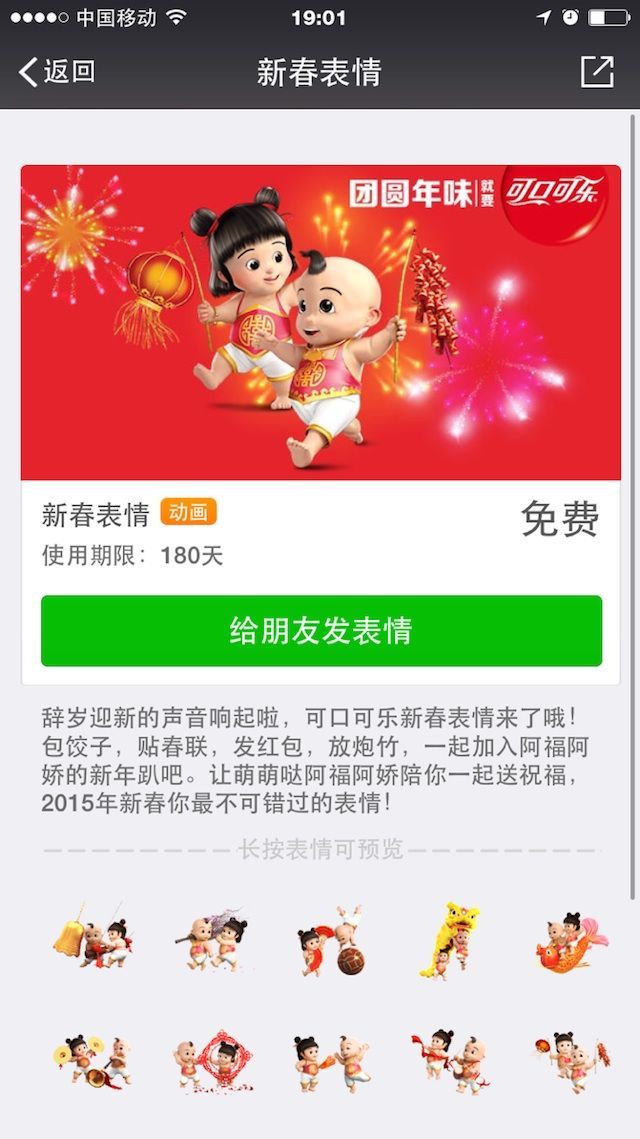 中国移动 19:01
返回 新春表情
团圆年味 就要 可口可乐
新春表情 动画 免费
使用期限：180天
给朋友发表情
辞岁迎新的声音响起啦，可口可乐新春表情来了哦！
包饺子，贴春联，发红包，放炮竹，一起加入阿福阿
娇的新年趴吧。让萌萌哒阿福阿娇陪你一起送祝福，
2015年新春你最不可错过的表情！
长按表情可预览